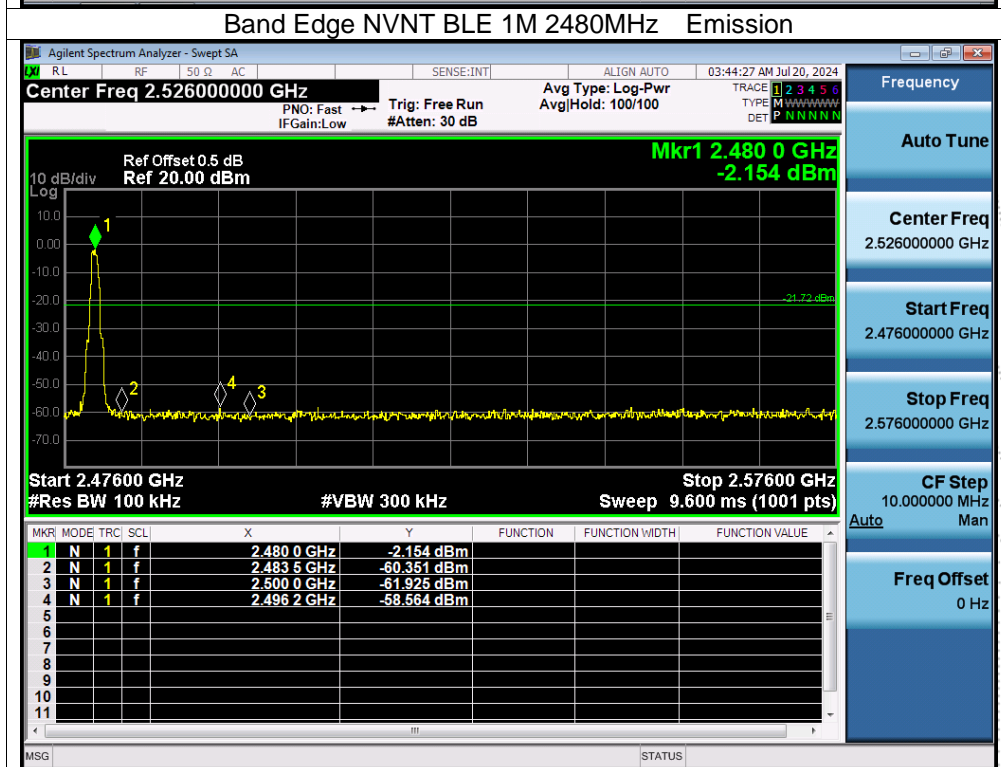 Band Edge NVNT BLE 1M 2480MHz Emission
Agilent Spectrum Analyzer - Swept SA
LXI RL RF 50 Ω AC SENSE:INT ALIGN AUTO 03:44:27 AM Jul 20, 2024
Center Freq 2.526000000 GHz
PNO: Fast
IFGain:Low
Trig: Free Run
#Atten: 30 dB
Avg Type: Log-Pwr
Avg|Hold: 100/100
TRACE 1 2 3 4 5 6
TYPE M WWWWW
DET P N N N N N
Frequency
Auto Tune
Center Freq
2.526000000 GHz
Start Freq
2.476000000 GHz
Stop Freq
2.576000000 GHz
CF Step
10.000000 MHz
Auto Man
Freq Offset
0 Hz
Mkr1 2.480 0 GHz
-2.154 dBm
Ref Offset 0.5 dB
10 dB/div Ref 20.00 dBm
Log
10.0
0.00
-10.0
-20.0
-30.0
-40.0
-50.0
-60.0
-70.0
1
-21.72 dBm
2
4
3
Start 2.47600 GHz Stop 2.57600 GHz
#Res BW 100 kHz #VBW 300 kHz Sweep 9.600 ms (1001 pts)
MKR MODE TRC SCL X Y FUNCTION FUNCTION WIDTH FUNCTION VALUE
1 N 1 f 2.480 0 GHz -2.154 dBm
2 N 1 f 2.483 5 GHz -60.351 dBm
3 N 1 f 2.500 0 GHz -61.925 dBm
4 N 1 f 2.496 2 GHz -58.564 dBm
5
6
7
8
9
10
11
MSG STATUS